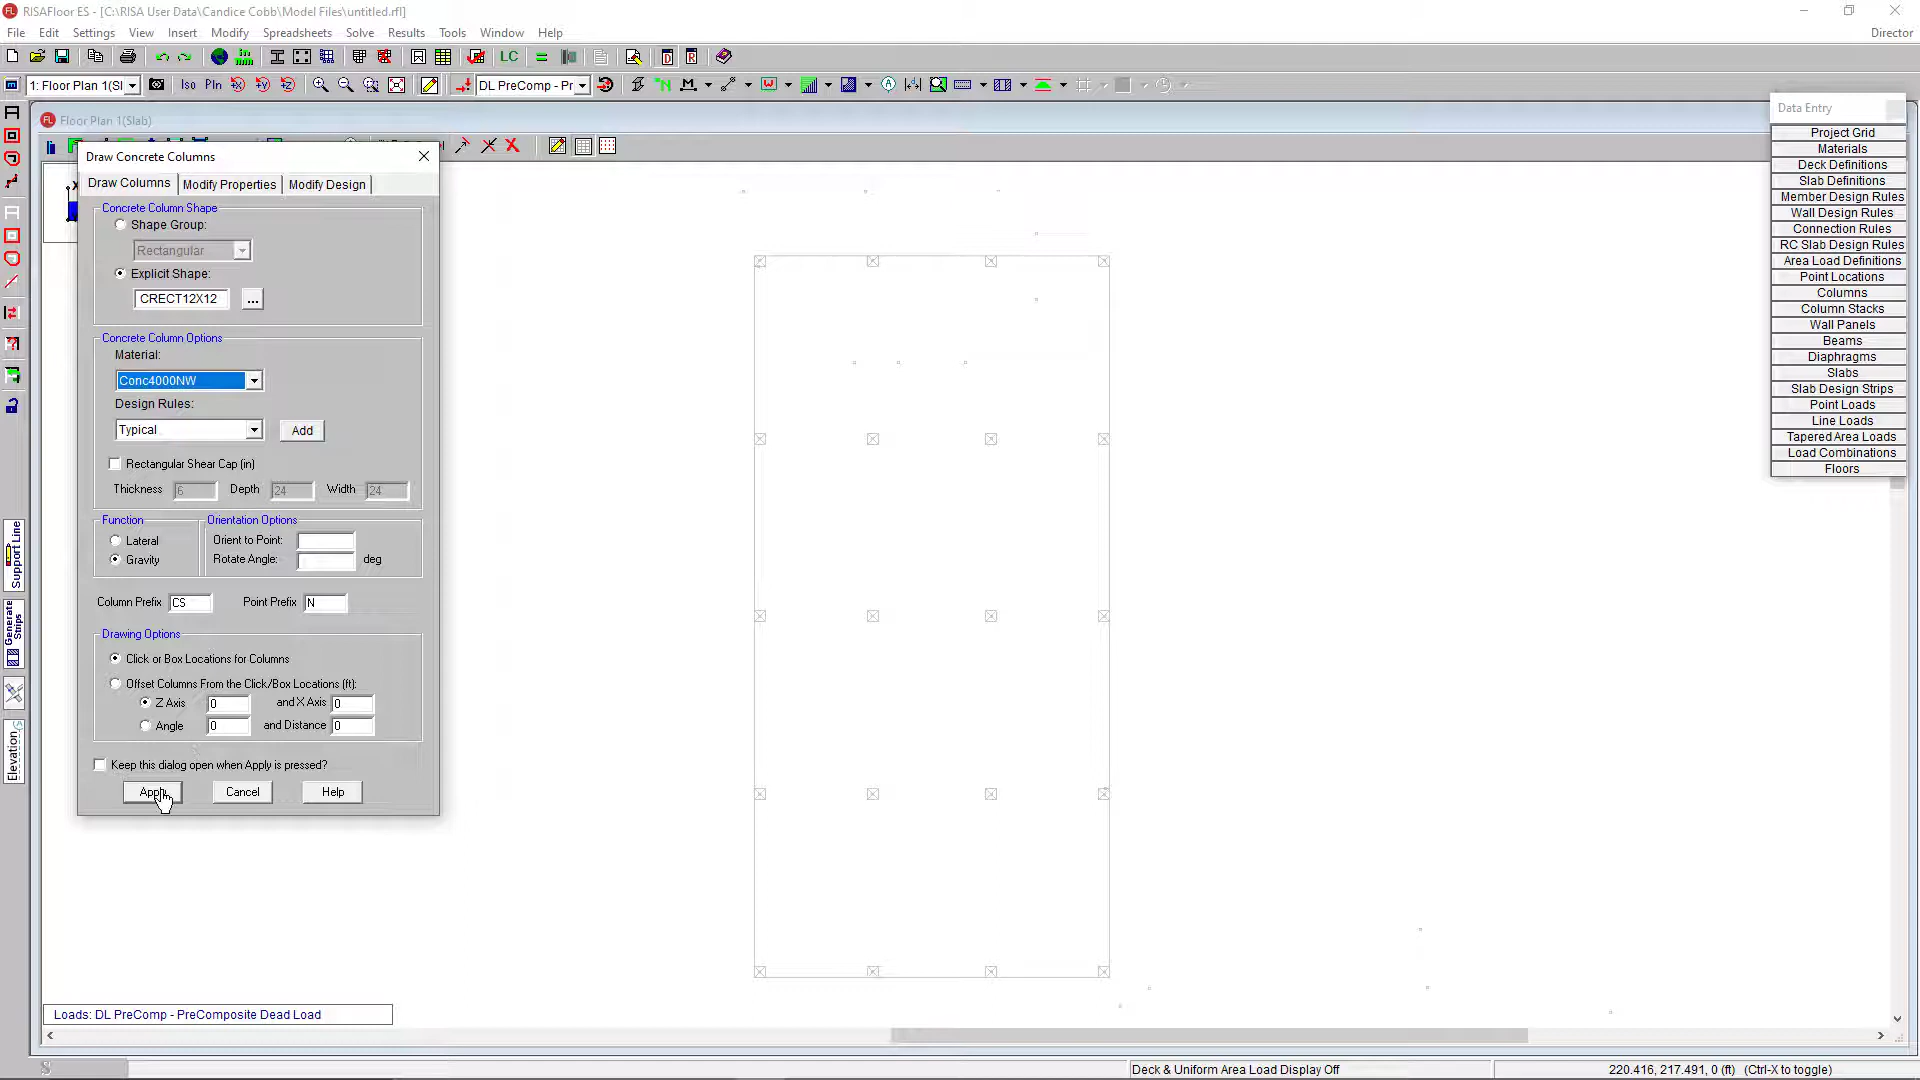 RISAFloor ES - [C:\RISA User Data\Candice Cobb\Model Files\untitled.rfl]
File Edit Settings View Insert Modify Spreadsheets Solve Results Tools Window Help Director
LC D R
1: Floor Plan 1(Sl Iso Pln DL PreComp - Pr
Floor Plan 1(Slab)
Data Entry
Project Grid
Materials
Deck Definitions
Slab Definitions
Member Design Rules
Wall Design Rules
Connection Rules
RC Slab Design Rules
Area Load Definitions
Point Locations
Columns
Column Stacks
Wall Panels
Beams
Diaphragms
Slabs
Slab Design Strips
Point Loads
Line Loads
Tapered Area Loads
Load Combinations
Floors
Draw Concrete Columns
Draw Columns Modify Properties Modify Design
Concrete Column Shape
Shape Group:
Rectangular
Explicit Shape:
CRECT12X12 ...
Concrete Column Options
Material:
Conc4000NW
Design Rules:
Typical Add
Rectangular Shear Cap (in)
Thickness 6 Depth 24 Width 24
Function Orientation Options
Lateral Orient to Point:
Gravity Rotate Angle: deg
Column Prefix CS Point Prefix N
Drawing Options
Click or Box Locations for Columns
Offset Columns From the Click/Box Locations (ft):
Z Axis 0 and X Axis 0
Angle 0 and Distance 0
Keep this dialog open when Apply is pressed?
Apply Cancel Help
Support Line
Generate Strips
Elevation
Loads: DL PreComp - PreComposite Dead Load
S Deck & Uniform Area Load Display Off 220.416, 217.491, 0 (ft) (Ctrl-X to toggle)